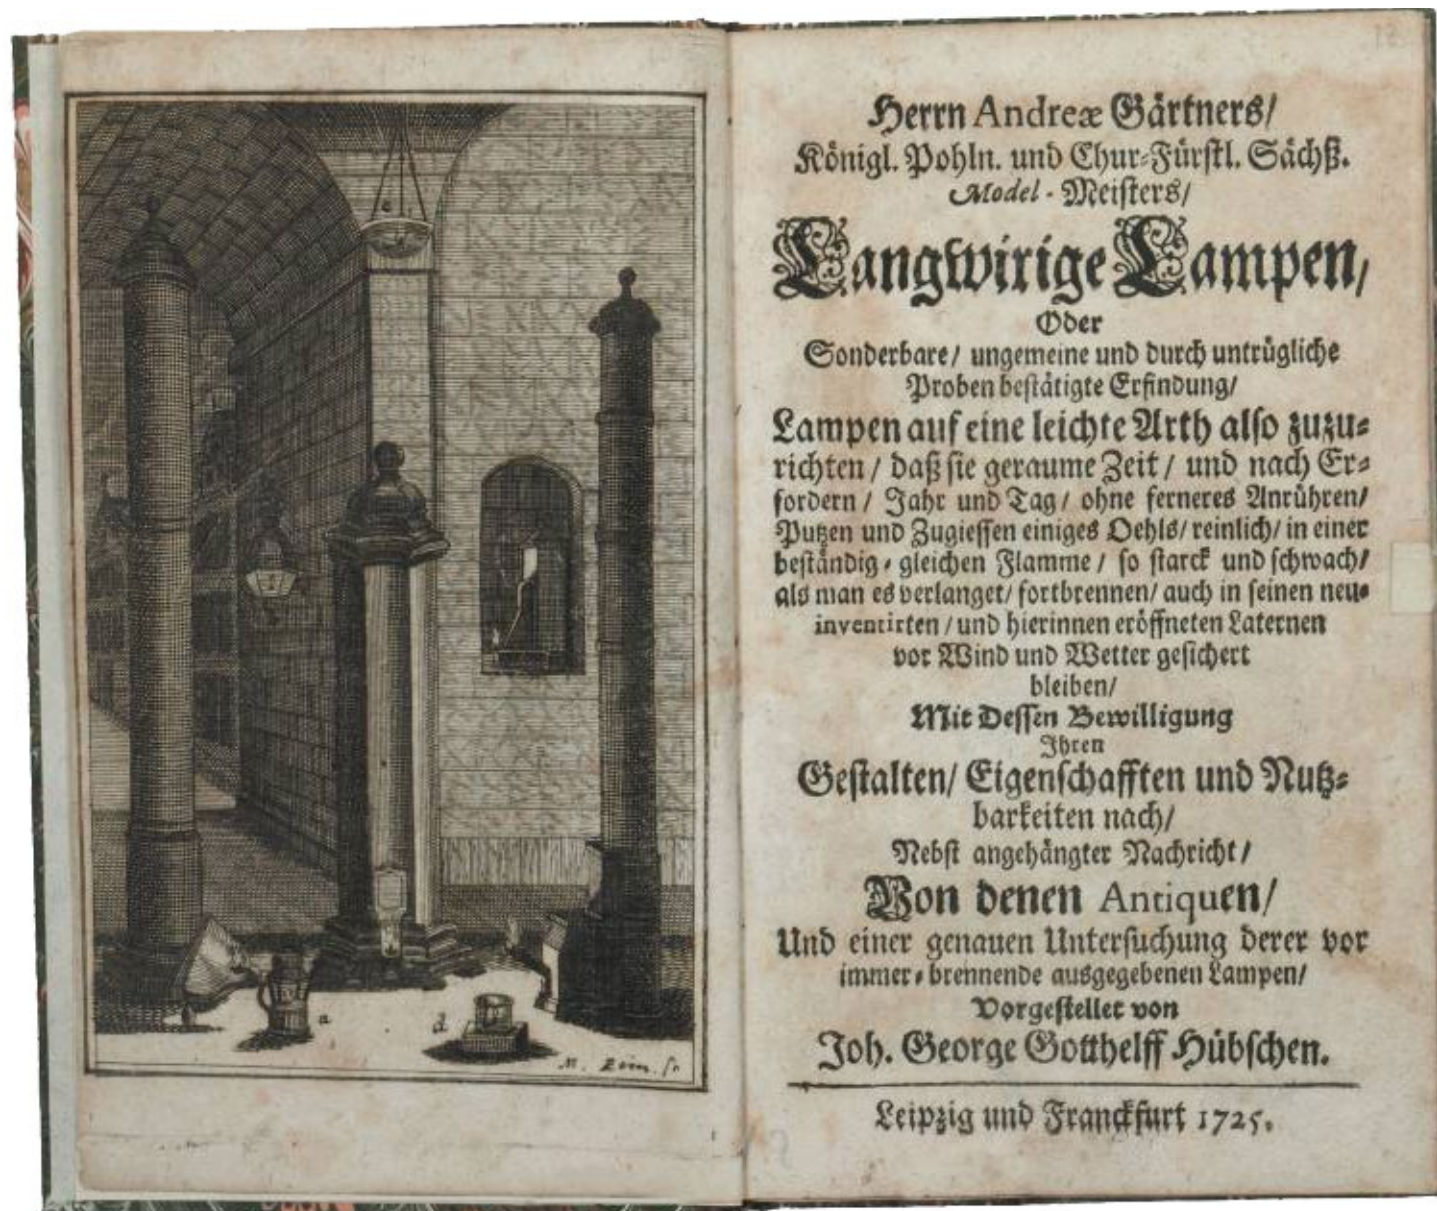 a
d
Herrn Andreæ Gärtners/
Königl. Pohln. und Chur-Fürstl. Sächß.
Model-Meisters/
Langwirige Lampen,
Oder
Sonderbare/ ungemeine und durch untrügliche
Proben bestätigte Erfindung/
Lampen auf eine leichte Arth also zuzu-
richten / daß sie geraume Zeit / und nach Er-
fordern / Jahr und Tag / ohne ferneres Anrühren/
Putzen und Zugiessen einiges Oehls/ reinlich/ in einer
beständig-gleichen Flamme / so starck und schwach/
als man es verlanget/ fortbrennen/ auch in seinen neu-
inventirten / und hierinnen eröffneten Laternen
vor Wind und Wetter gesichert
bleiben/
Mit Dessen Bewilligung
Ihren
Gestalten/ Eigenschafften und Nutz-
barkeiten nach/
Nebst angehängter Nachricht /
Von denen Antiquen/
Und einer genauen Untersuchung derer vor
immer-brennende ausgegebenen Lampen/
Vorgestellet von
Joh. George Gotthelff Hübschen.
Leipzig und Franckfurt 1725.